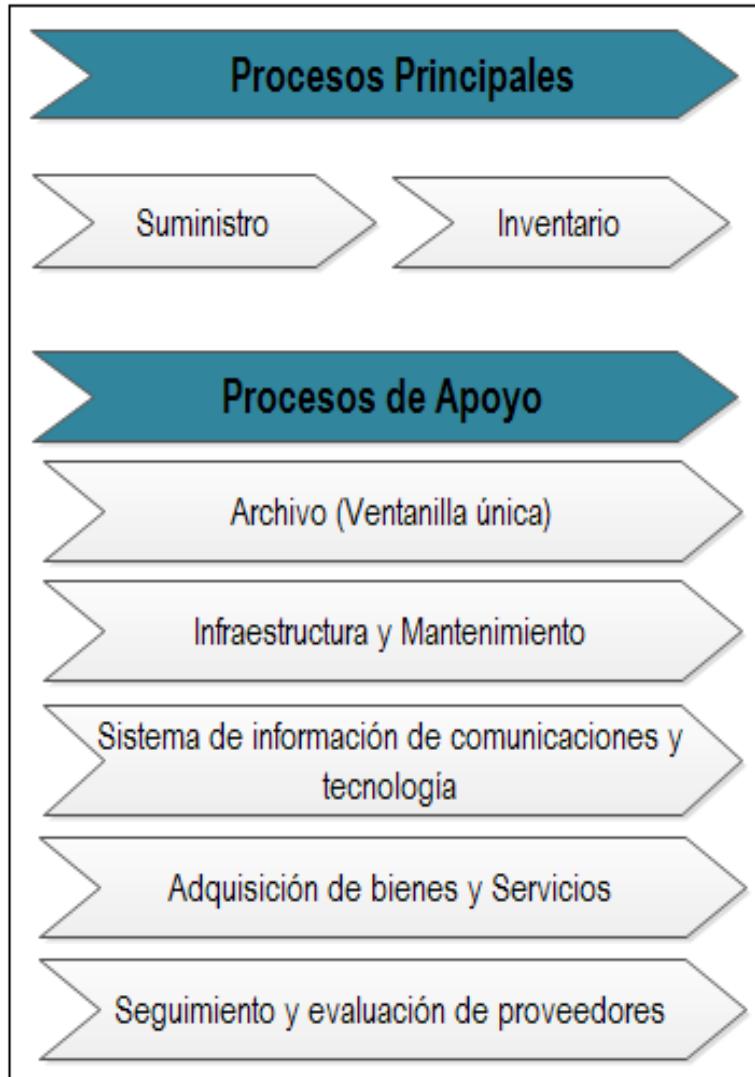 Procesos Principales
Suministro
Inventario
Procesos de Apoyo
Archivo (Ventanilla única)
Infraestructura y Mantenimiento
Sistema de información de comunicaciones y
tecnología
Adquisición de bienes y Servicios
Seguimiento y evaluación de proveedores